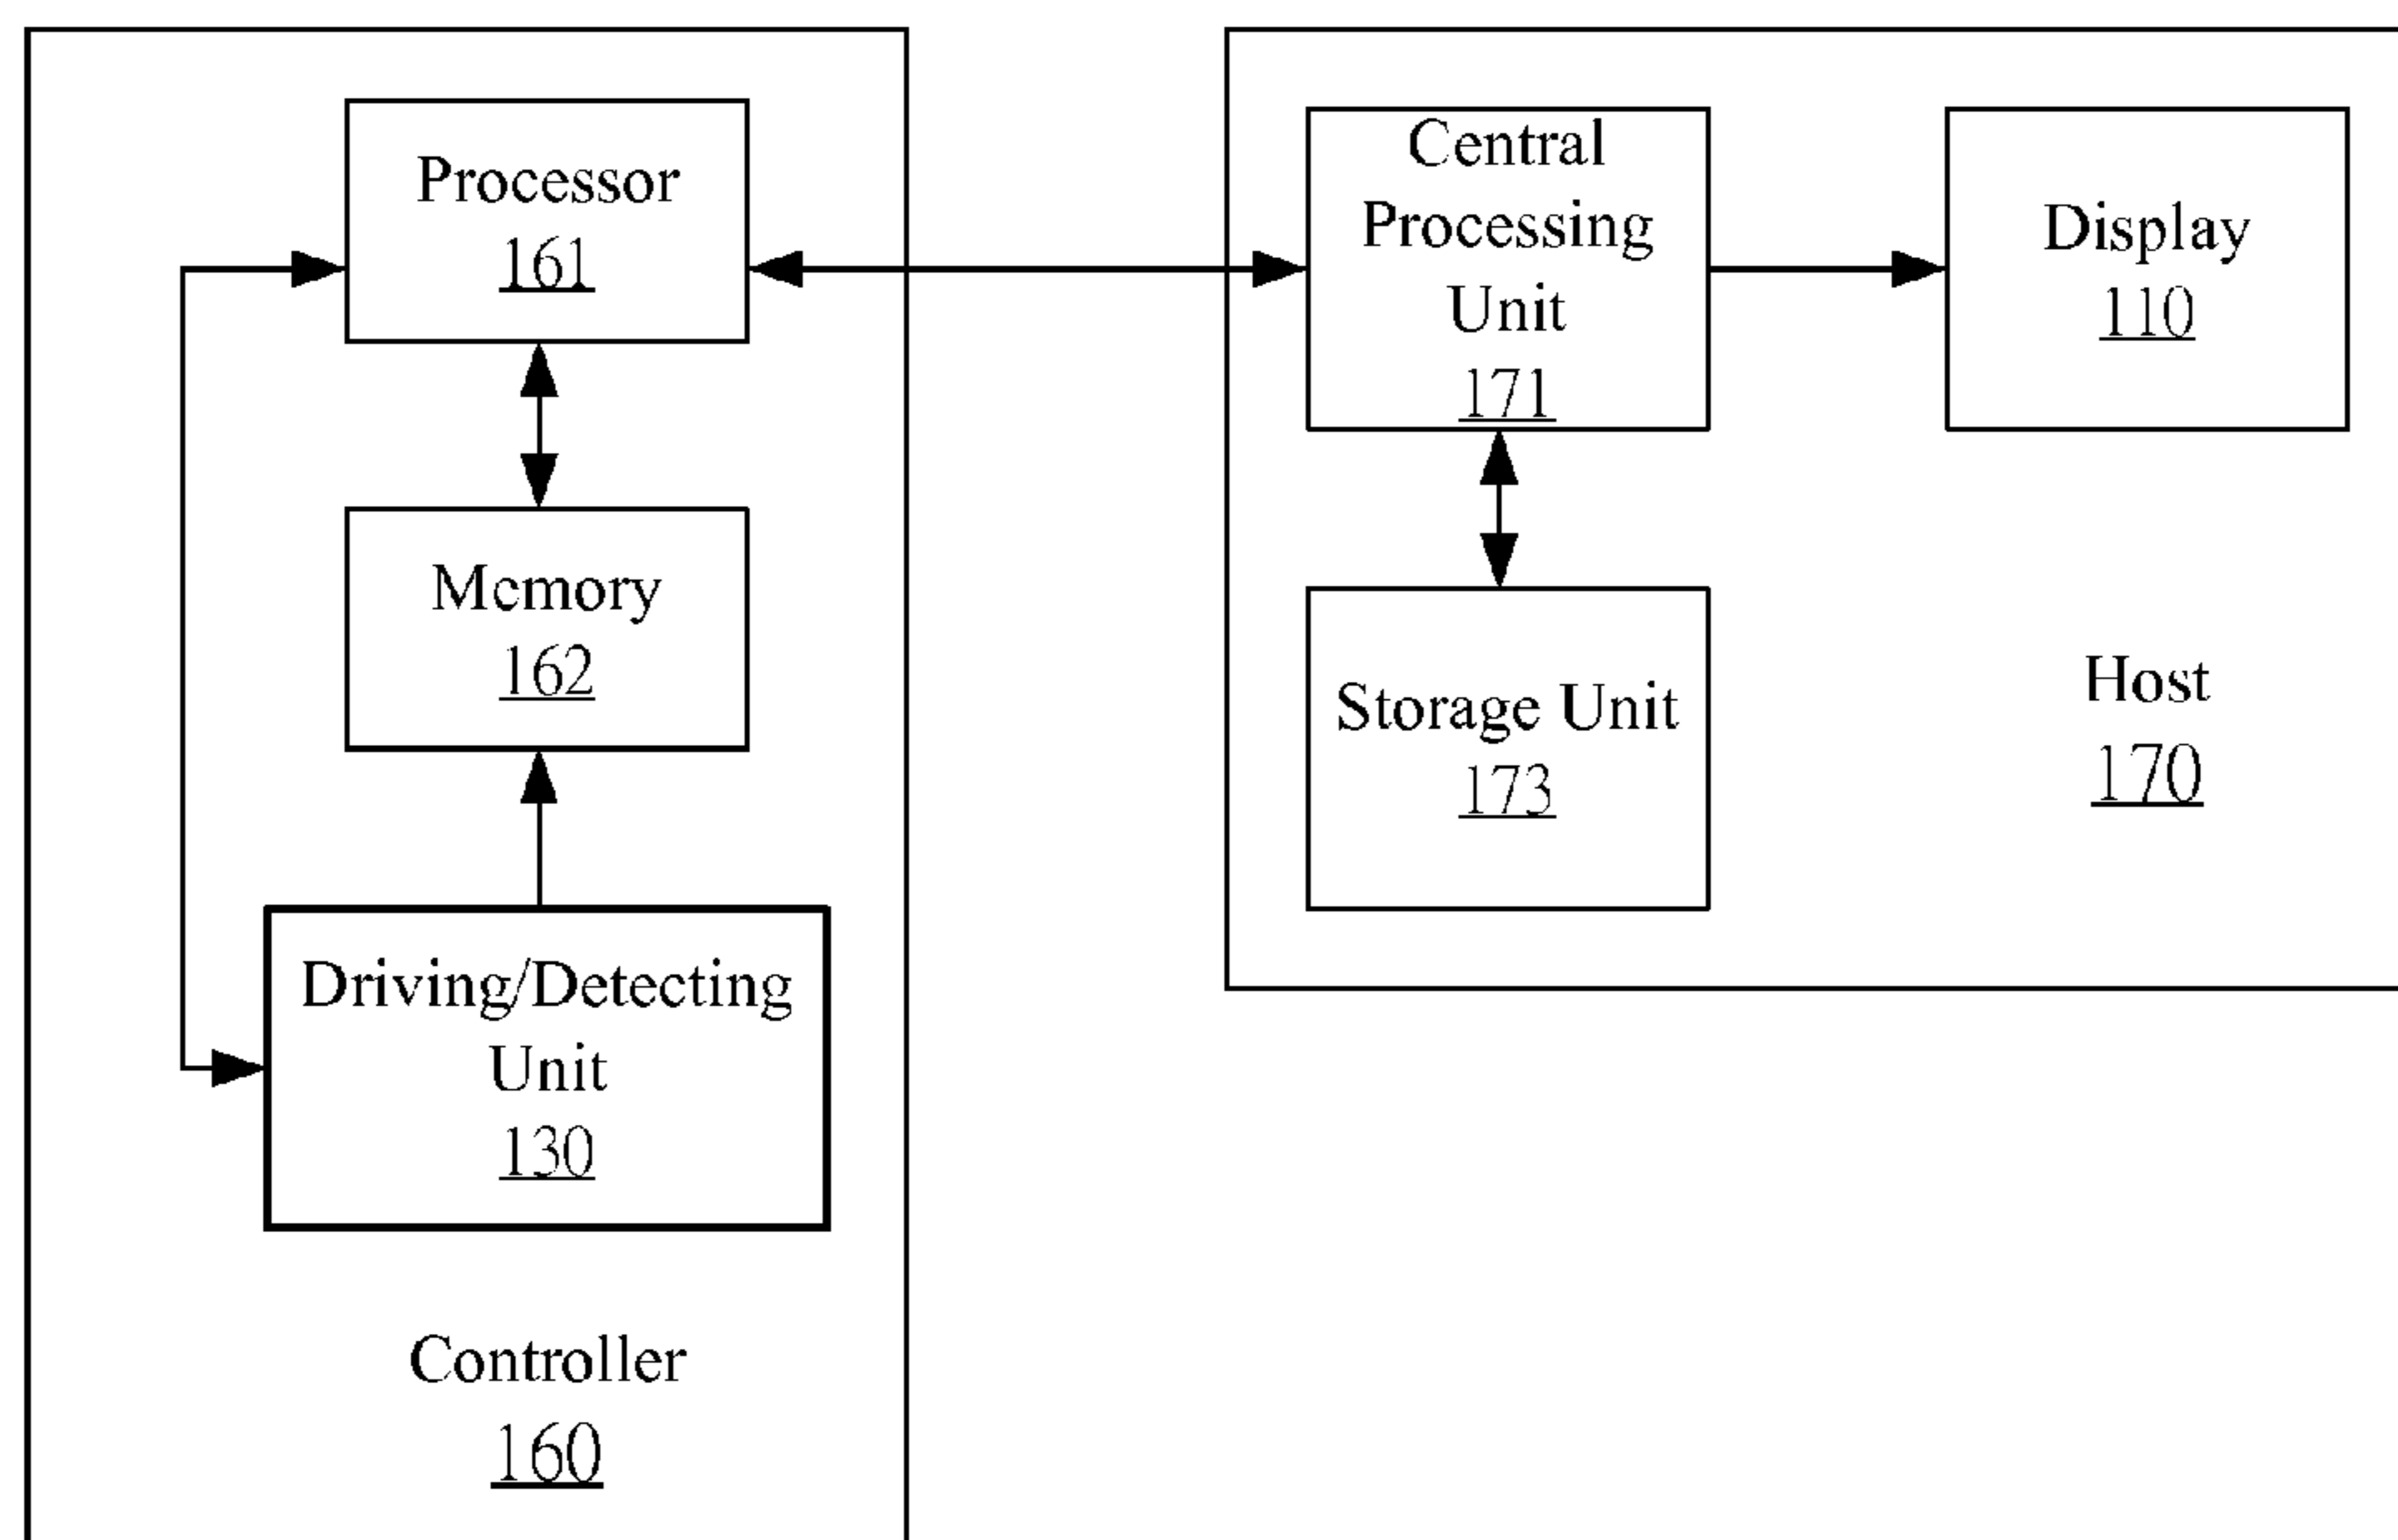 Processor
161
Memory
162
Driving/Detecting
Unit
130
Controller
160
Central
Processing
Unit
171
Display
110
Storage Unit
173
Host
170